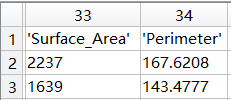 33 34
1 'Surface_Area' 'Perimeter'
2 2237 167.6208
3 1639 143.4777